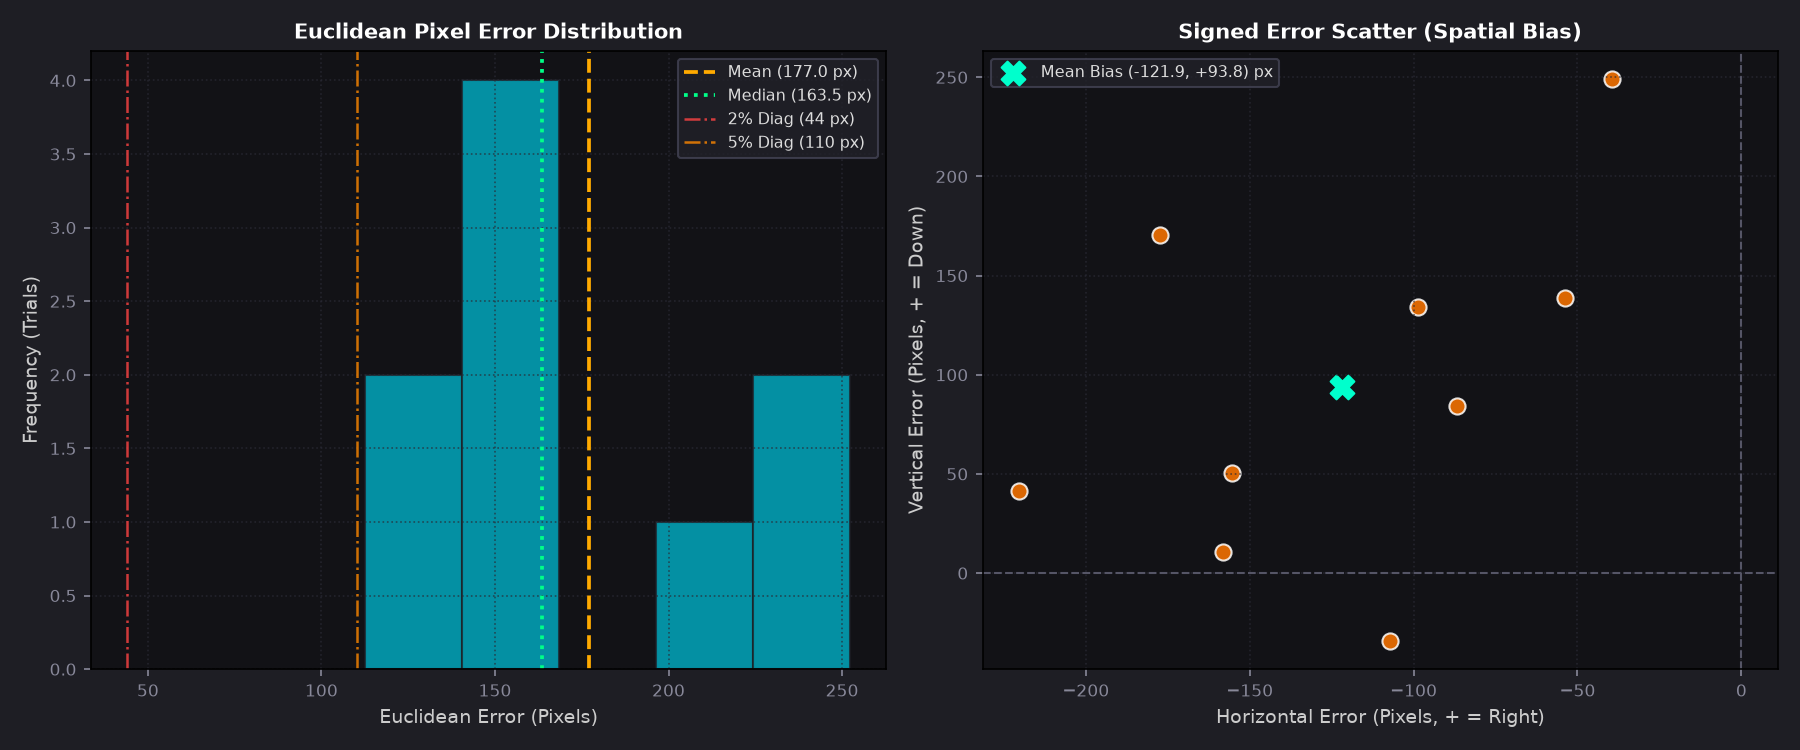 Euclidean Pixel Error Distribution
Mean (177.0 px)
Median (163.5 px)
2% Diag (44 px)
5% Diag (110 px)
Frequency (Trials)
4.0
3.5
3.0
2.5
2.0
1.5
1.0
0.5
0.0
50
100
150
200
250
Euclidean Error (Pixels)
Signed Error Scatter (Spatial Bias)
Mean Bias (-121.9, +93.8) px
Vertical Error (Pixels, + = Down)
250
200
150
100
50
0
−200
−150
−100
−50
0
Horizontal Error (Pixels, + = Right)